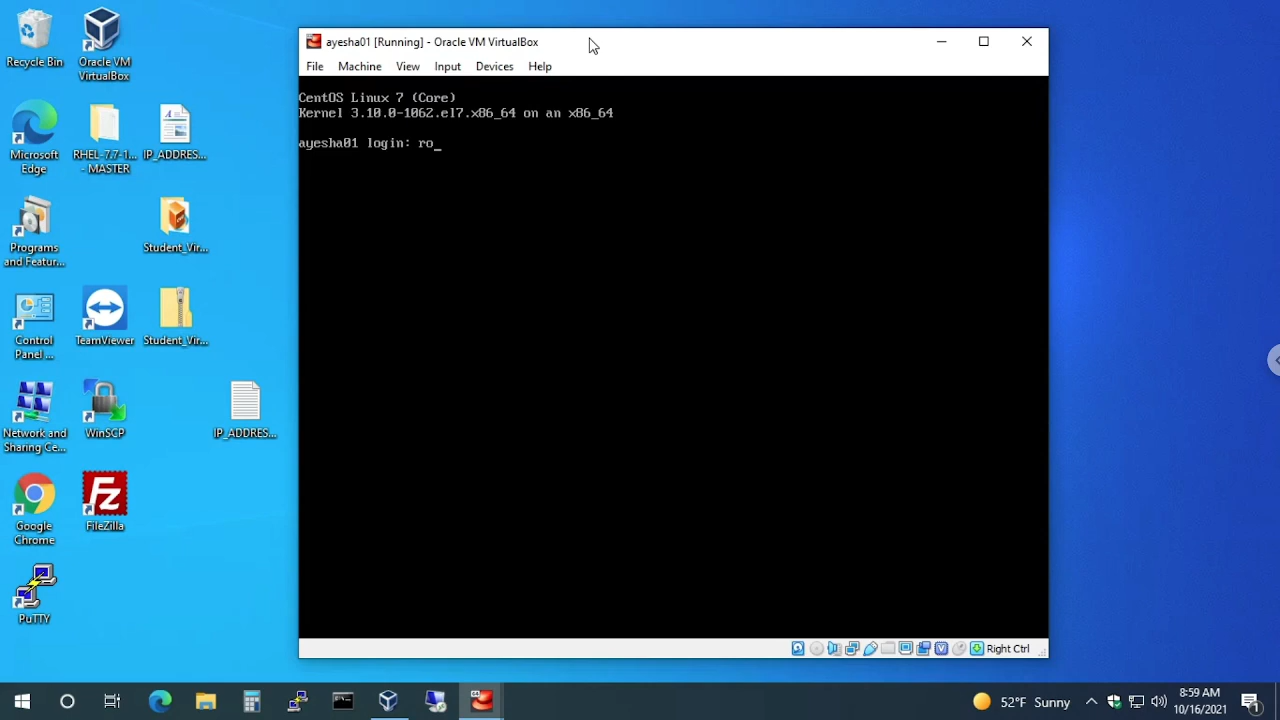 ayesha01 [Running] - Oracle VM VirtualBox
File Machine View Input Devices Help
CentOS Linux 7 (Core)
Kernel 3.10.0-1062.el7.x86_64 on an x86_64
ayesha01 login: ro_
Right Ctrl
Recycle Bin
Oracle VM
VirtualBox
Microsoft
Edge
RHEL-7.7-1...
- MASTER
IP_ADDRES...
Programs
and Featur...
Student_Vir...
Control
Panel ...
TeamViewer
Student_Vir...
Network and
Sharing Ce...
WinSCP
IP_ADDRES...
Google
Chrome
FileZilla
PuTTY
52°F Sunny
8:59 AM
10/16/2021
1